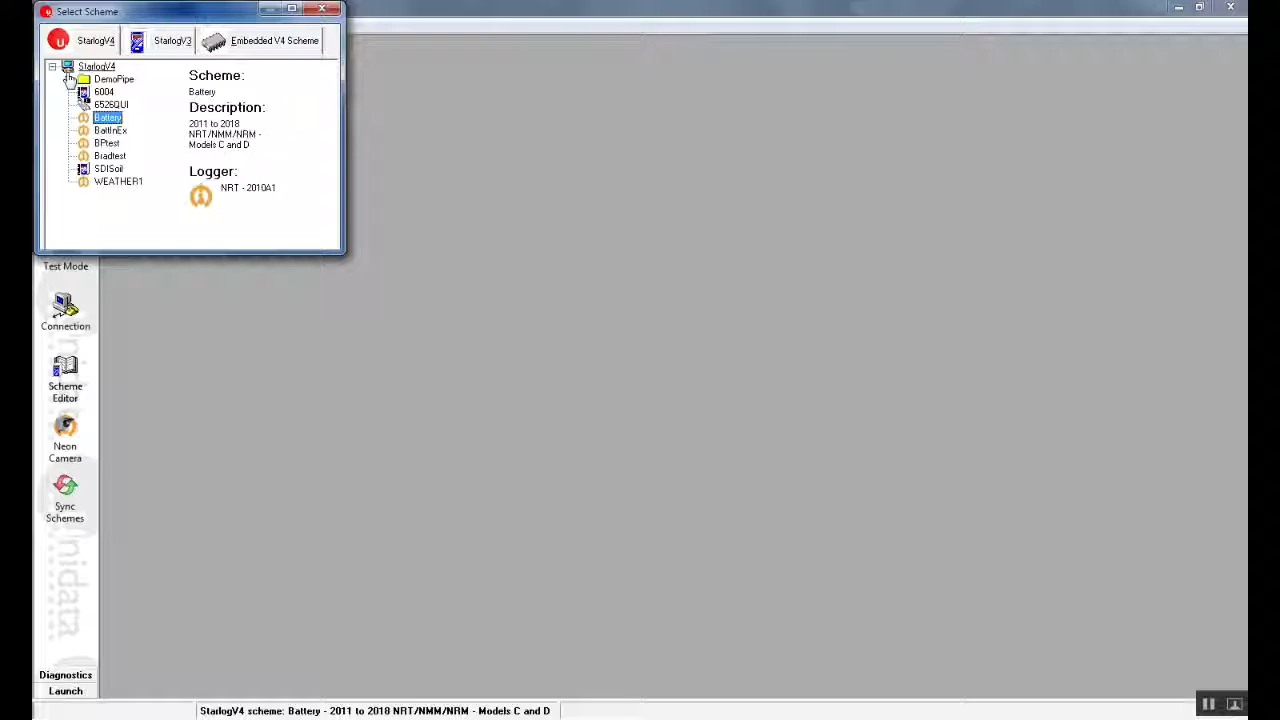 Select Scheme
StarlogV4
StarlogV3
Embedded V4 Scheme
StarlogV4
DemoPipe
6004
6526QUI
Battery
BattInEx
BPtest
Bradtest
SDISoil
WEATHER1
Scheme:
Battery
Description:
2011 to 2018
NRT/NMM/NRM -
Models C and D
Logger:
NRT - 2010A1
Test Mode
Connection
Scheme
Editor
Neon
Camera
Sync
Schemes
nidata
Diagnostics
Launch
StarlogV4 scheme: Battery - 2011 to 2018 NRT/NMM/NRM - Models C and D